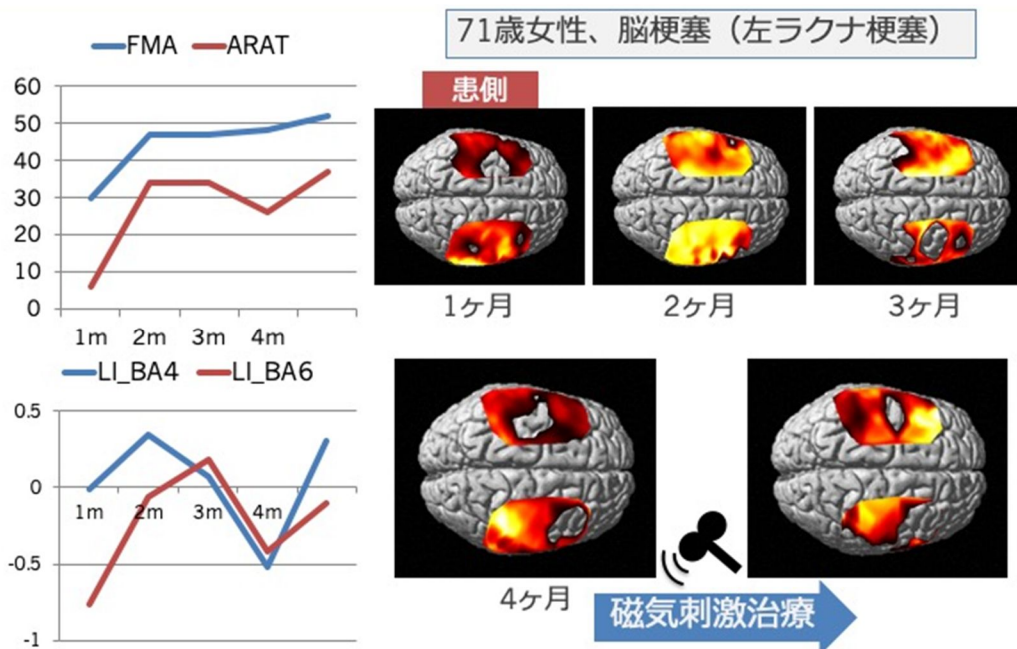 71歳女性、脳梗塞（左ラクナ梗塞）
FMA ARAT
60
50
40
30
20
10
0
1m 2m 3m 4m
患側
1ヶ月 2ヶ月 3ヶ月
LI_BA4 LI_BA6
0.5
0
-0.5
-1
1m 2m 3m 4m
4ヶ月
磁気刺激治療